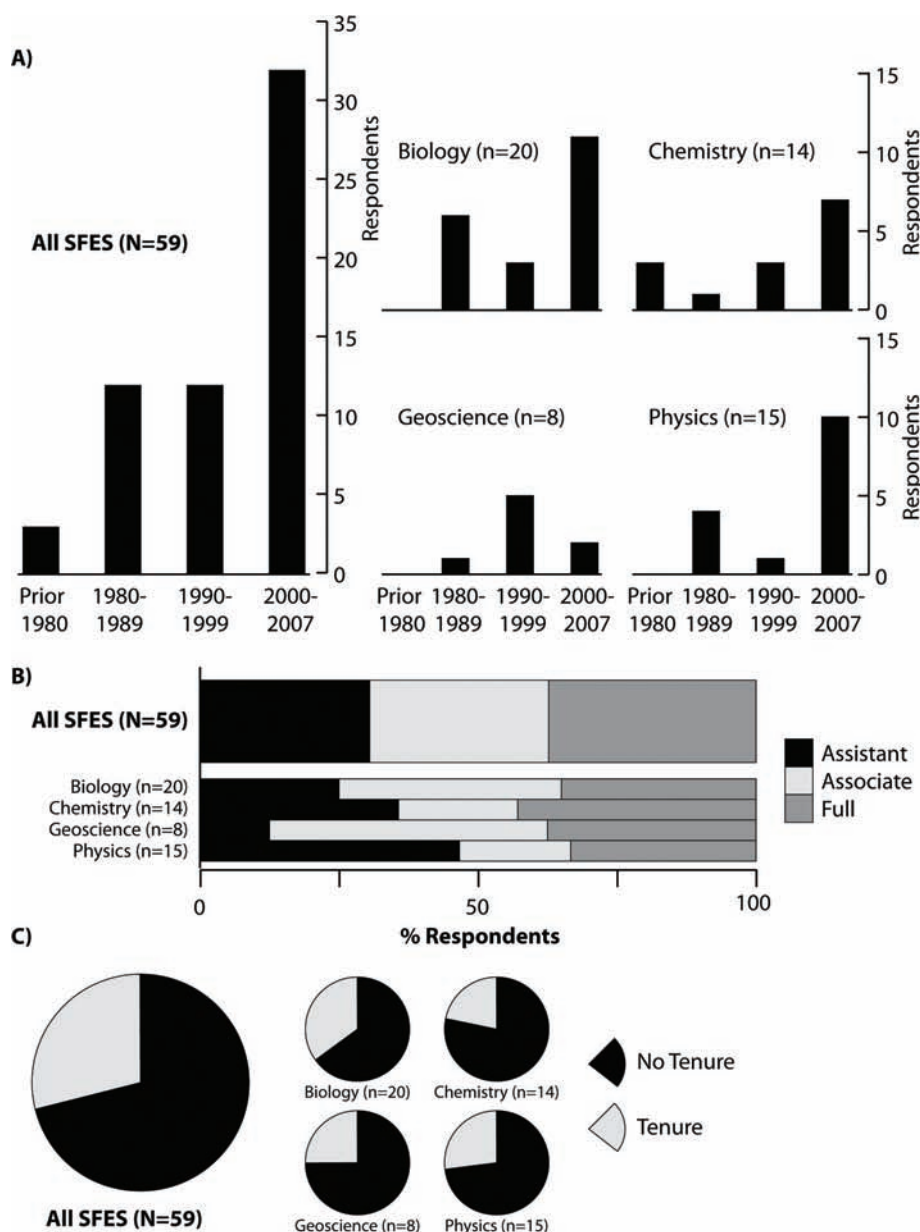 A)
35
30
25
20
15
10
5
0
Respondents
All SFES (N=59)
Prior
1980
1980-
1989
1990-
1999
2000-
2007
Biology (n=20)
Chemistry (n=14)
15
10
5
0
Respondents
Geoscience (n=8)
Physics (n=15)
15
10
5
0
Respondents
Prior
1980
1980-
1989
1990-
1999
2000-
2007
Prior
1980
1980-
1989
1990-
1999
2000-
2007
B)
All SFES (N=59)
Biology (n=20)
Chemistry (n=14)
Geoscience (n=8)
Physics (n=15)
Assistant
Associate
Full
0
50
100
% Respondents
C)
Biology (n=20)
Chemistry (n=14)
Geoscience (n=8)
Physics (n=15)
No Tenure
Tenure
All SFES (N=59)